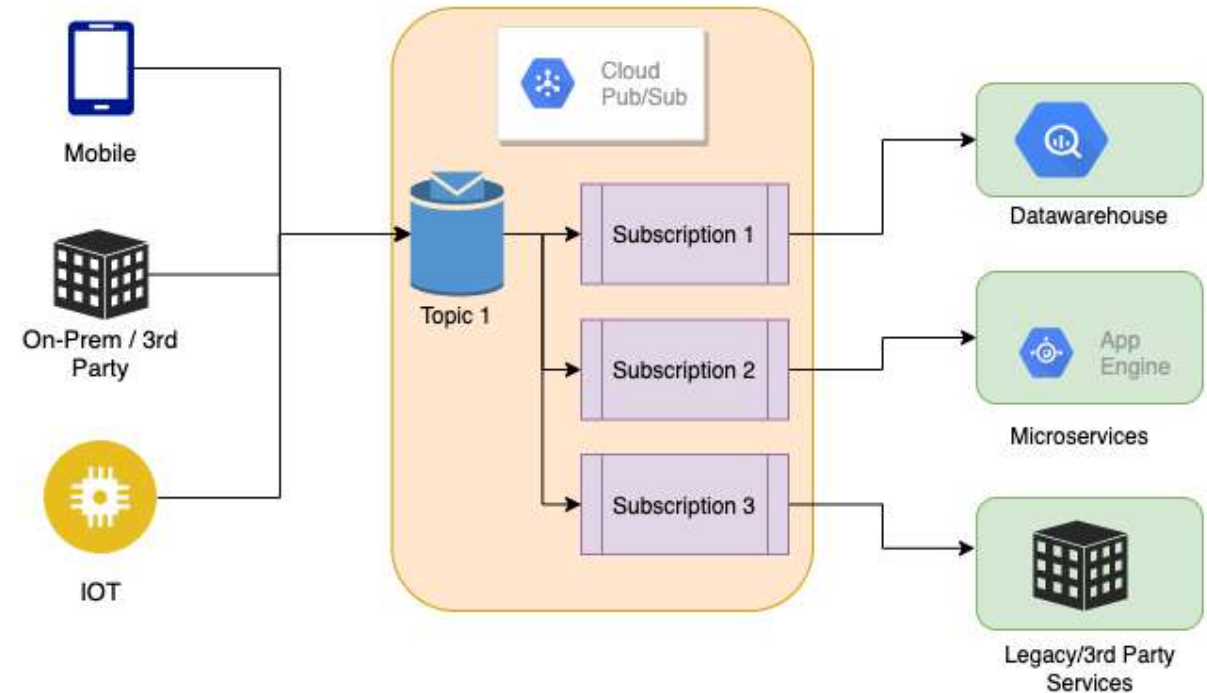 Mobile
On-Prem / 3rd
Party
IOT
Cloud
Pub/Sub
Topic 1
Subscription 1
Subscription 2
Subscription 3
Datawarehouse
App
Engine
Microservices
Legacy/3rd Party
Services